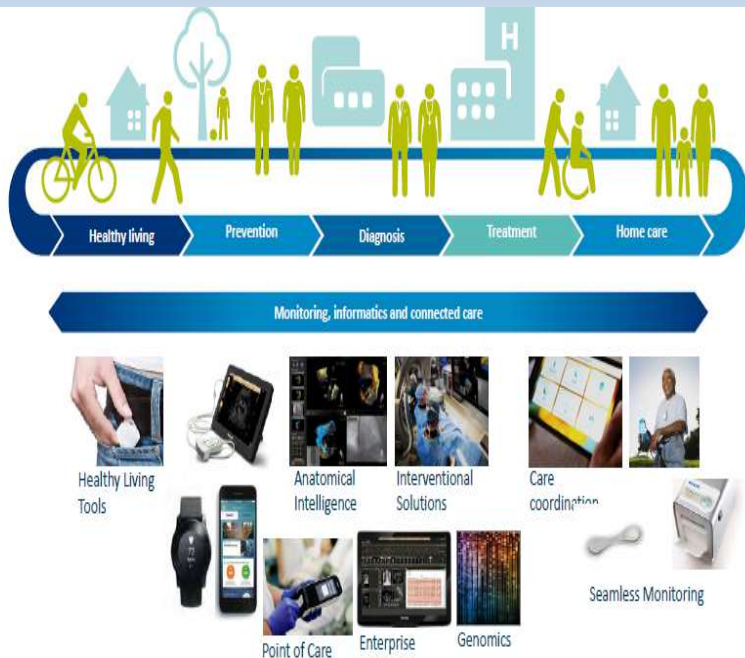 H
Healthy living
Prevention
Diagnosis
Treatment
Home care
Monitoring, informatics and connected care
Healthy Living
Tools
Anatomical
Intelligence
Interventional
Solutions
Care
coordination
Point of Care
Enterprise
Genomics
Seamless Monitoring